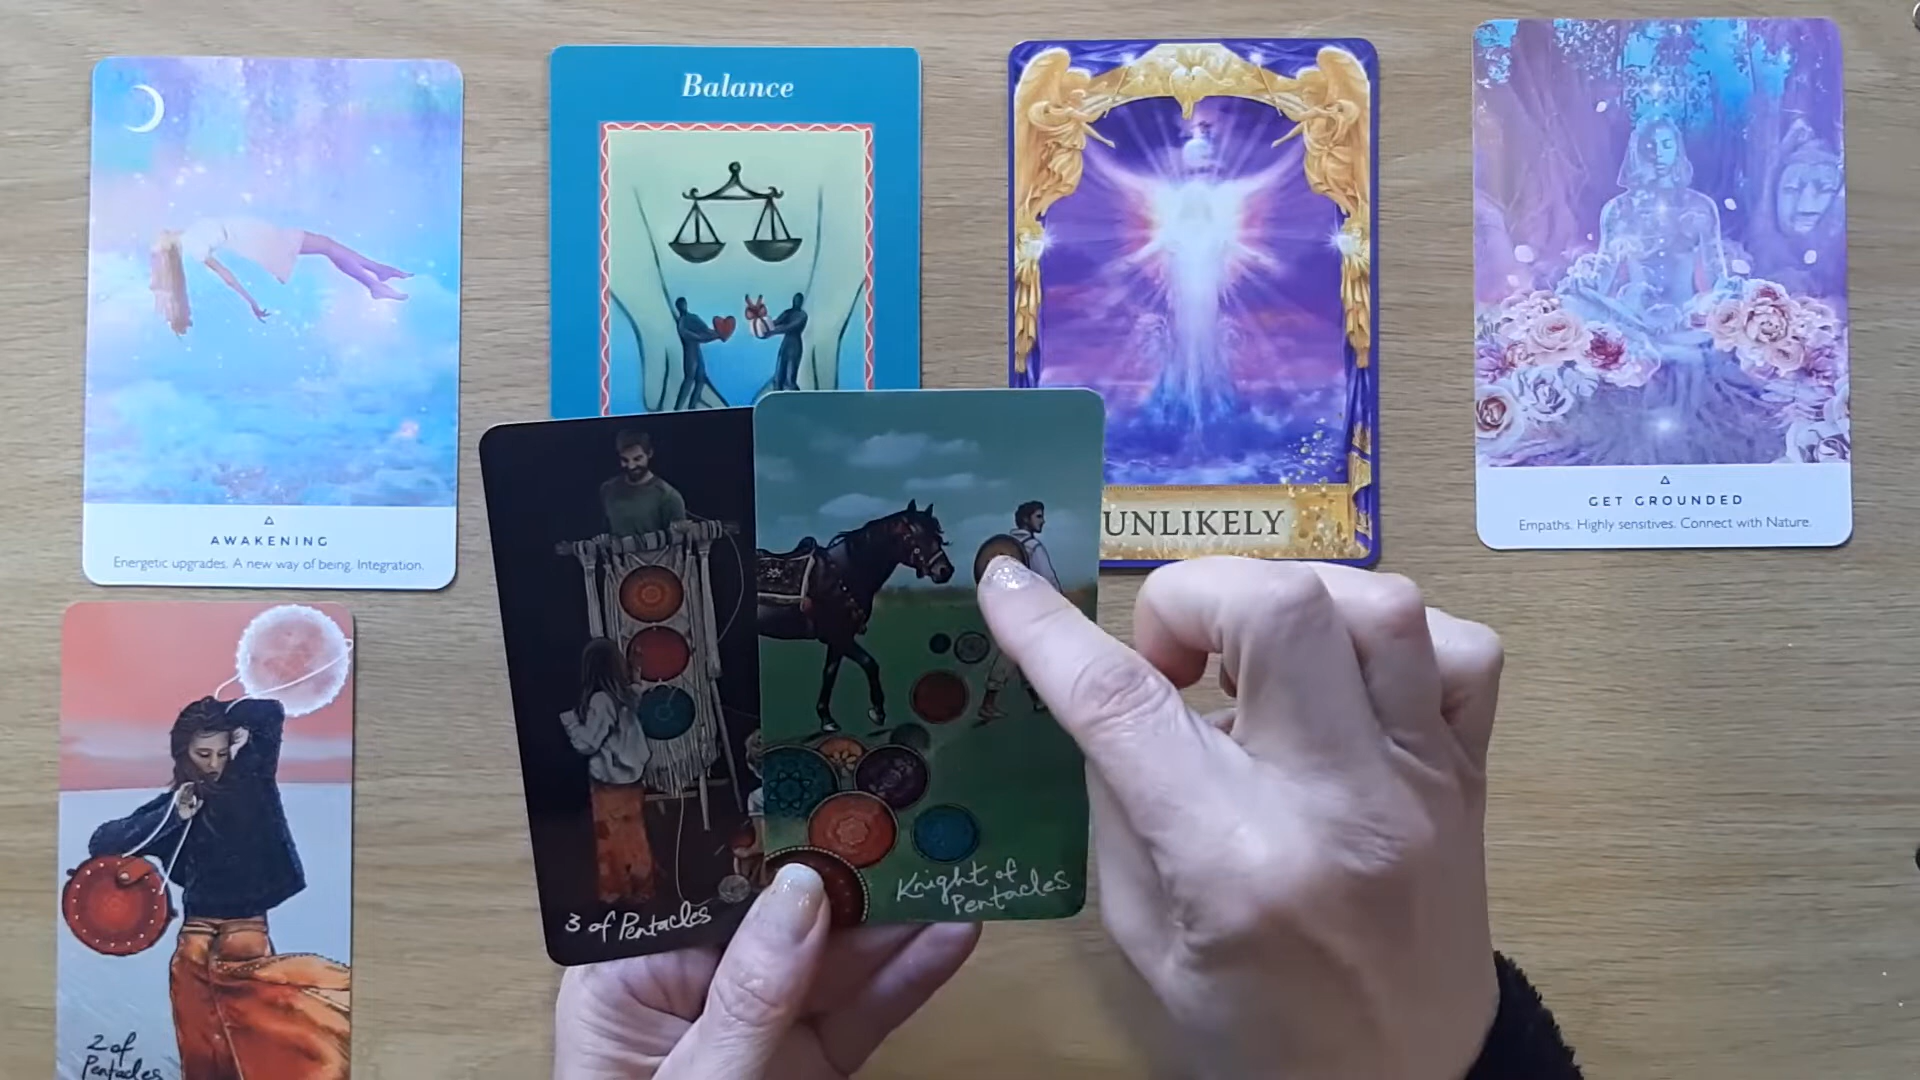 Balance
UNLIKELY
GET GROUNDED
Empaths. Highly sensitives. Connect with Nature.
AWAKENING
Energetic upgrades. A new way of being. Integration.
3 of Pentacles
Knight of
Pentacles
2 of
Pentacles